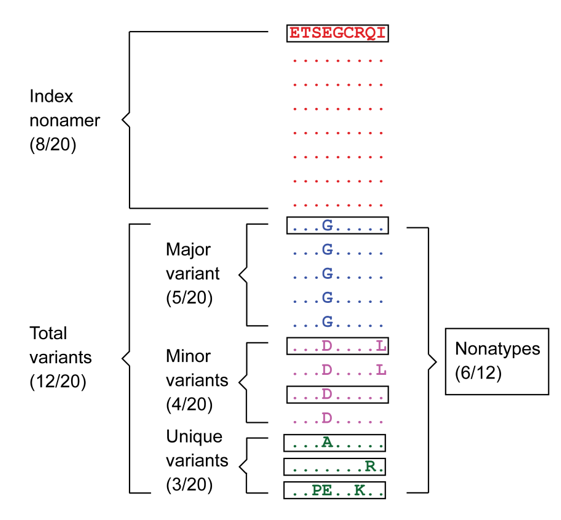 ETSEGCRQI
.........
.........
.........
.........
.........
.........
.........
Index
nonamer
(8/20)
...G.....
...G.....
...G.....
...G.....
...G.....
Major
variant
(5/20)
Total
variants
(12/20)
...D....L
...D....L
...D.....
...D.....
Minor
variants
(4/20)
Nonatypes
(6/12)
Unique
variants
(3/20)
...A.....
.......R.
..PE..K..